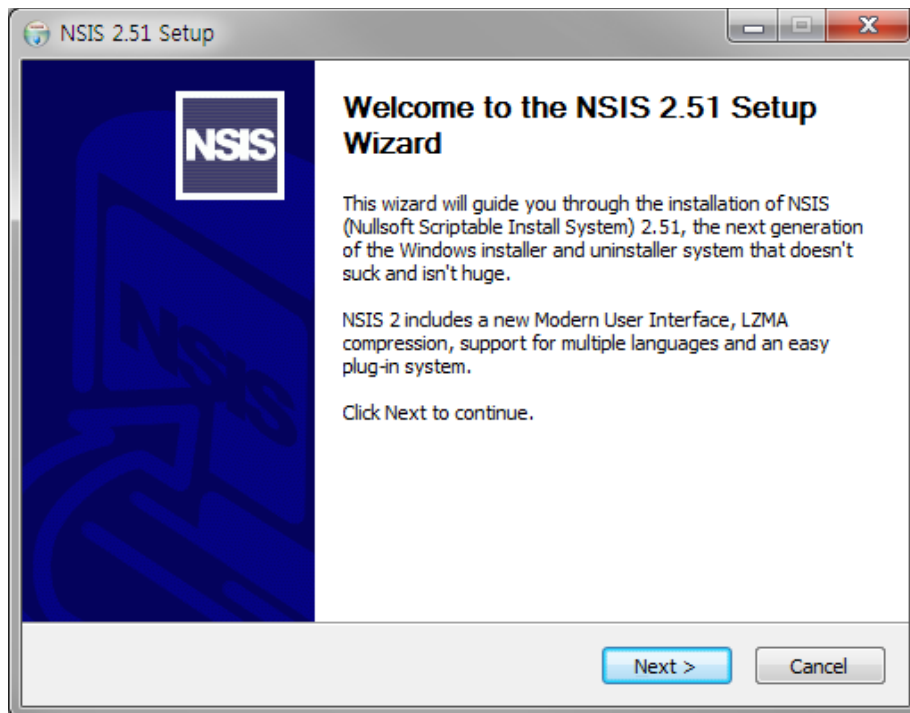 NSIS 2.51 Setup
NSIS
Welcome to the NSIS 2.51 Setup
Wizard
This wizard will guide you through the installation of NSIS
(Nullsoft Scriptable Install System) 2.51, the next generation
of the Windows installer and uninstaller system that doesn't
suck and isn't huge.
NSIS 2 includes a new Modern User Interface, LZMA
compression, support for multiple languages and an easy
plug-in system.
Click Next to continue.
NSIS
Next >
Cancel